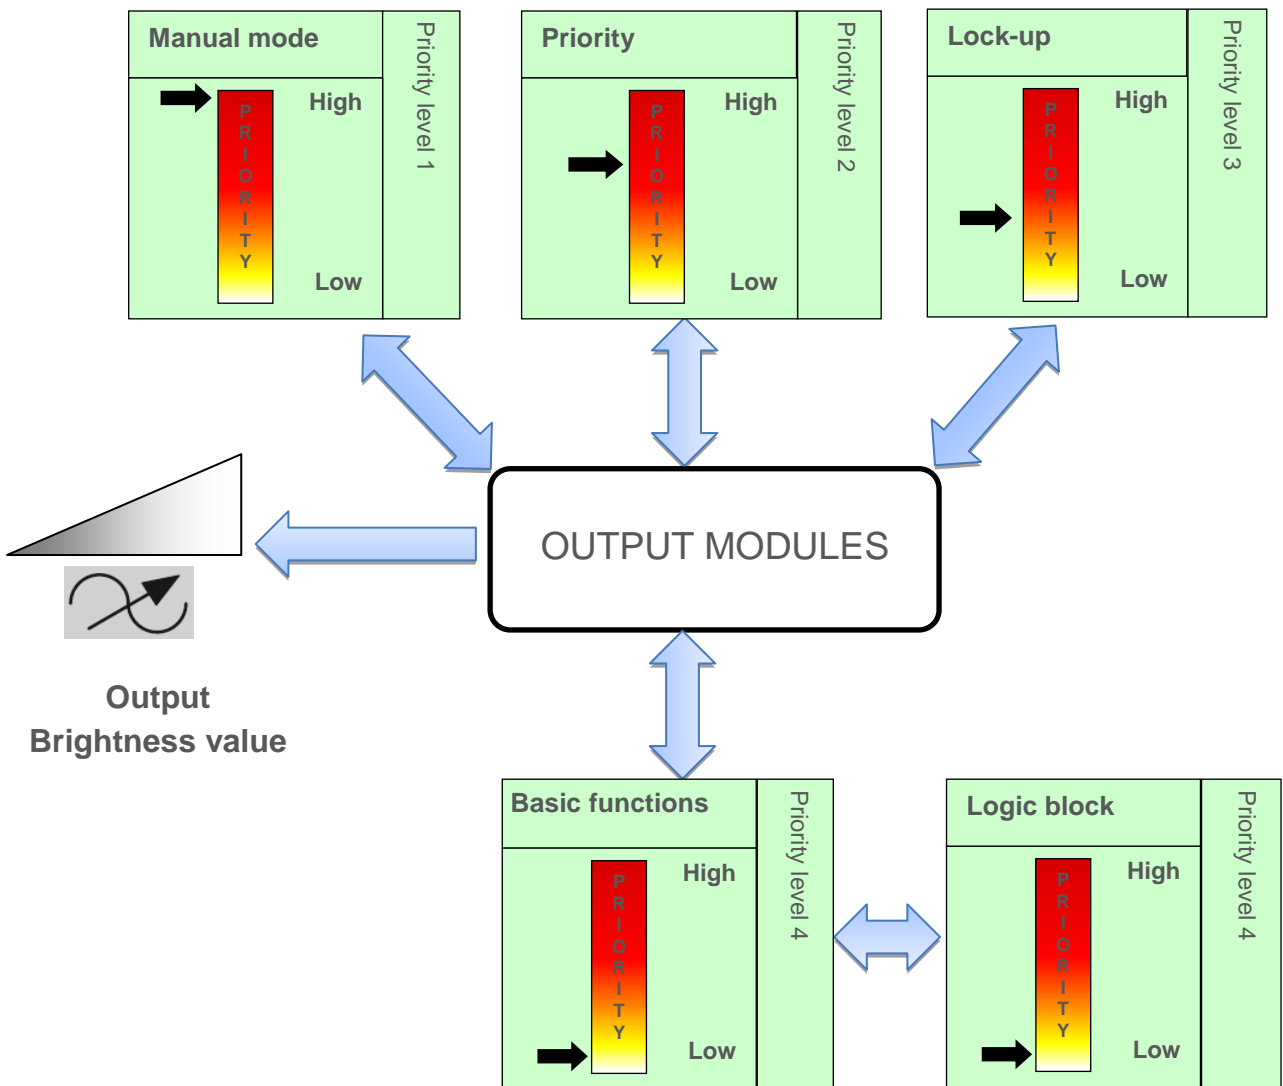 Manual mode
Priority level 1
High
PRIORITY
Low
Priority
Priority level 2
High
PRIORITY
Low
Lock-up
Priority level 3
High
PRIORITY
Low
OUTPUT MODULES
Output
Brightness value
Basic functions
Priority level 4
High
PRIORITY
Low
Logic block
Priority level 4
High
PRIORITY
Low